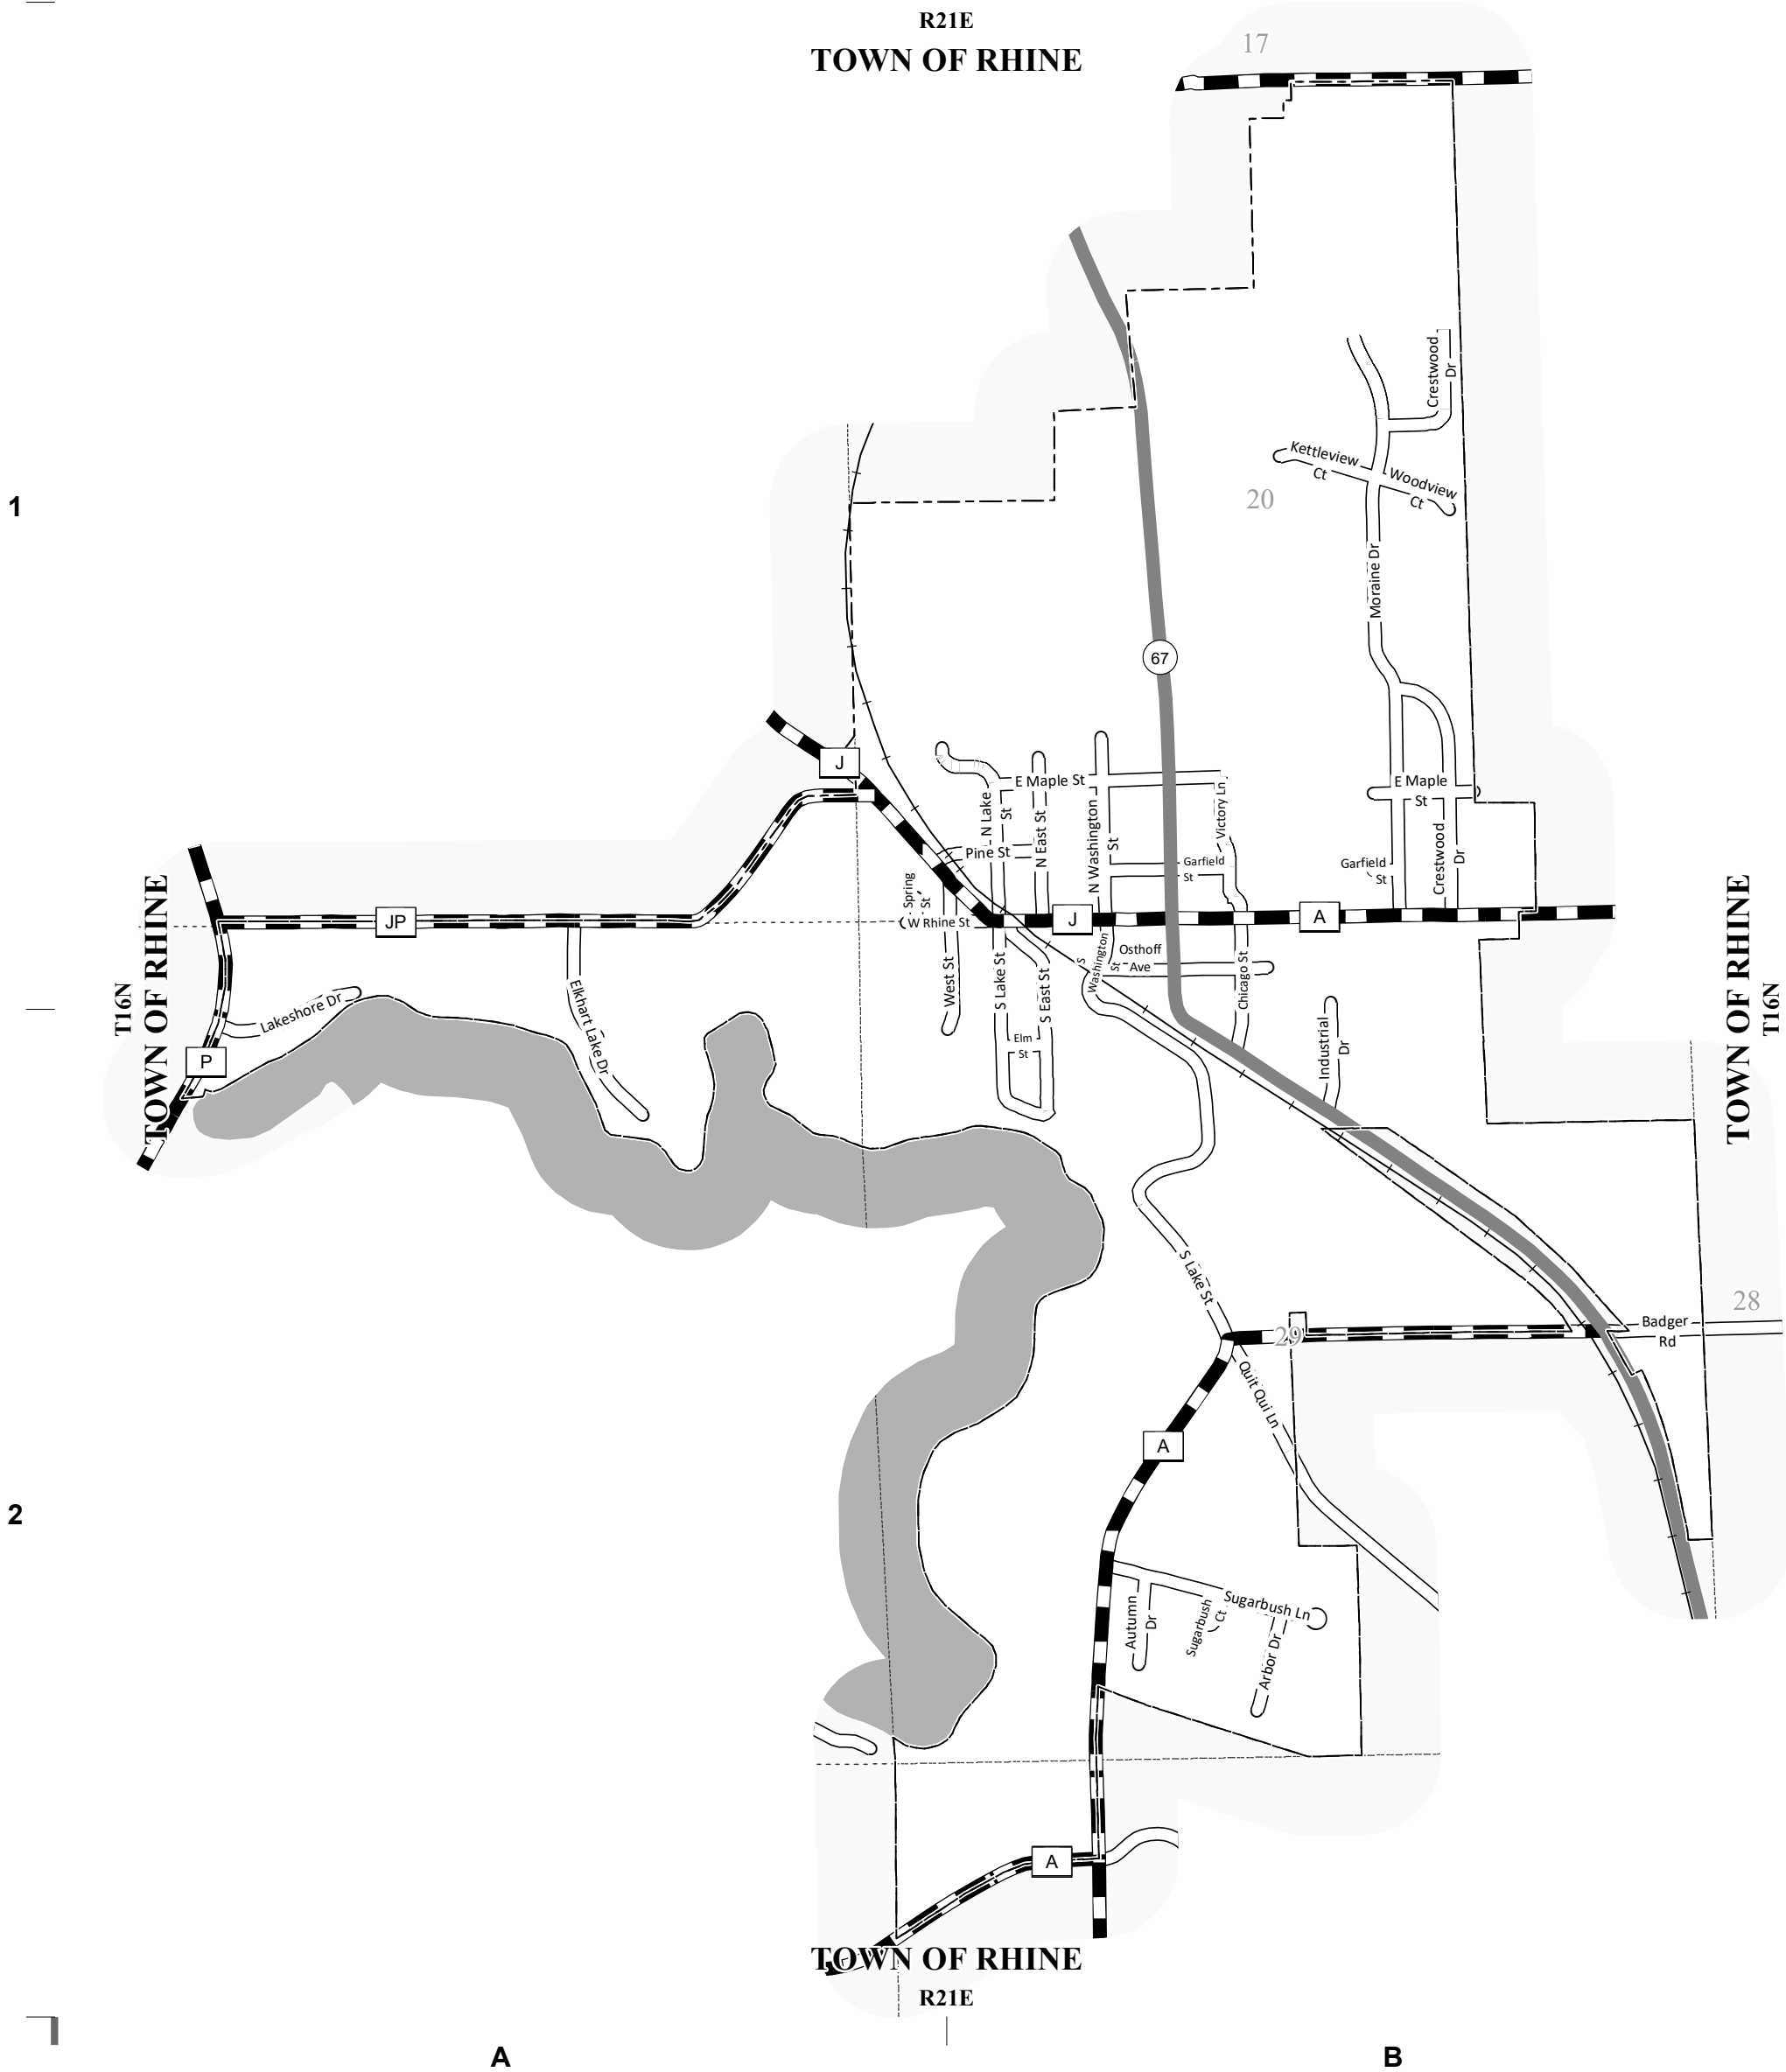 R21E
TOWN OF RHINE
17
Crestwood
Dr
Kettleview
Ct
Woodview
Ct
20
1
Moraine Dr
67
J
E Maple St
N Lake
St
N East St
N Washington
St
Victory Ln
E Maple
St
Pine St
Garfield
St
Garfield
St
Crestwood
Dr
Spring
St
W Rhine St
JP
J
A
TOWN OF RHINE
T16N
TOWN OF RHINE
T16N
West St
S Lake St
S East St
S
Washington
St
Osthoff
Ave
Chicago St
Elkhart Lake Dr
Lakeshore Dr
P
Elm
St
Industrial
Dr
S Lake St
28
29
Badger
Rd
Quit Qui Ln
A
2
Autumn
Dr
Sugarbush
Ct
Sugarbush Ln
Arbor Dr
A
TOWN OF RHINE
R21E
A
B